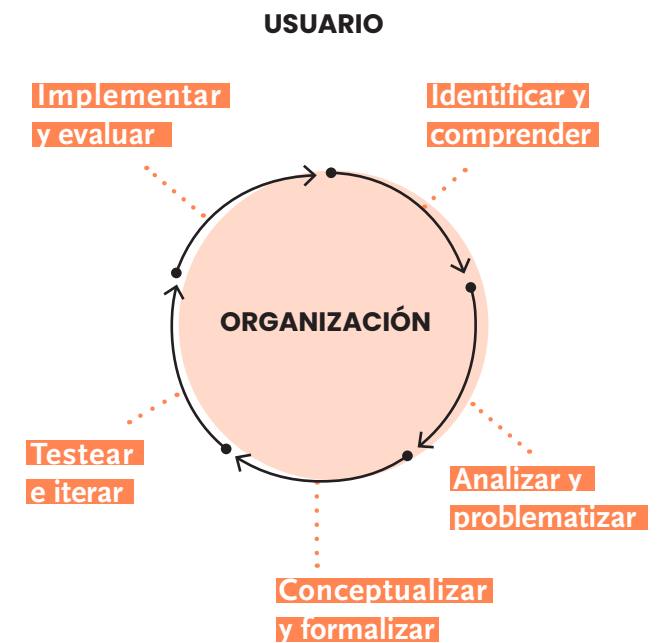 USUARIO
Implementar
y evaluar
Identificar y
comprender
ORGANIZACIÓN
Testear
e iterar
Analizar y
problematizar
Conceptualizar
y formalizar